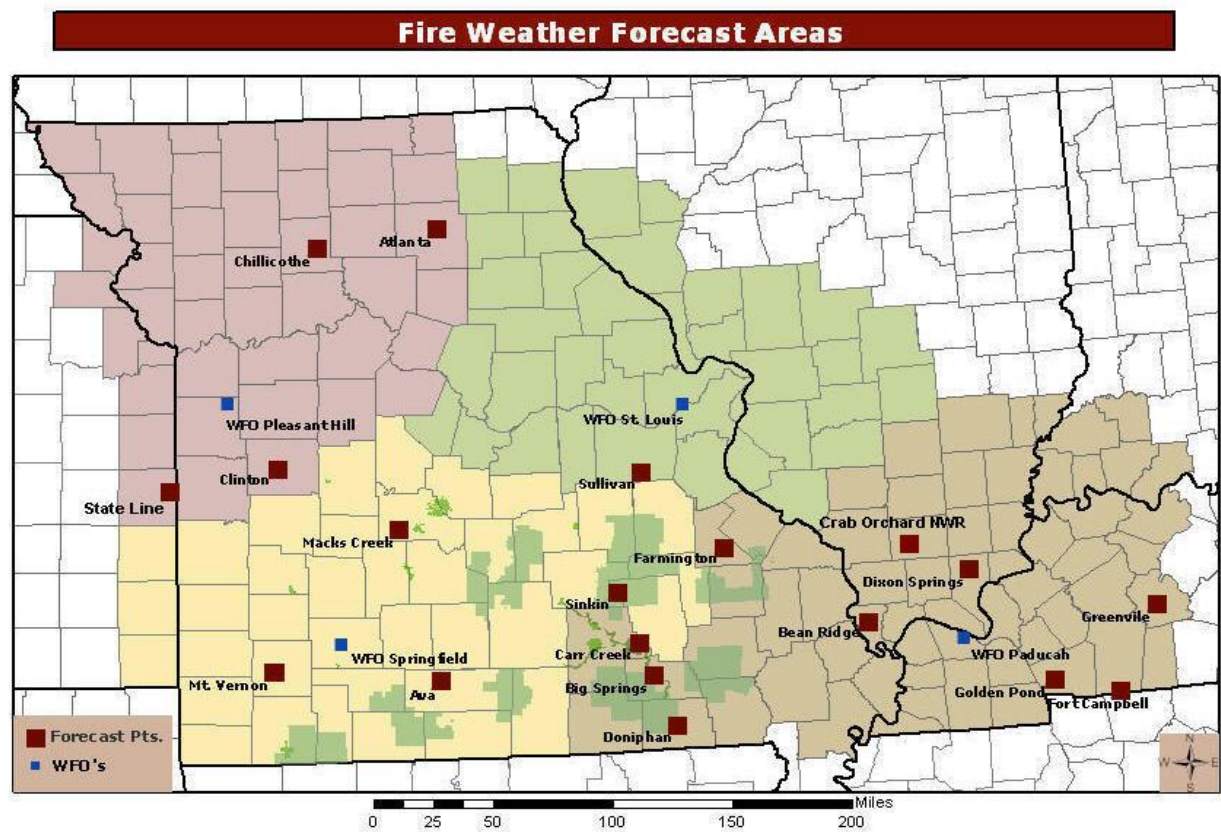 Fire Weather Forecast Areas
Atlanta
Chillicothe
WFO Pleasant Hill
WFO St. Louis
Clinton
Sullivan
State Line
Crab Orchard NWR
Macks Creek
Farmington
Dixon Springs
Sinkin
Greenvile
Bean Ridge
Carr Creek
WFO Springfield
WFO Paducah
Mt. Vernon
Ava
Big Springs
Golden Pond
Fort Campbell
Doniphan
Forecast Pts.
WFO's
N
W E
S
Miles
0 25 50 100 150 200